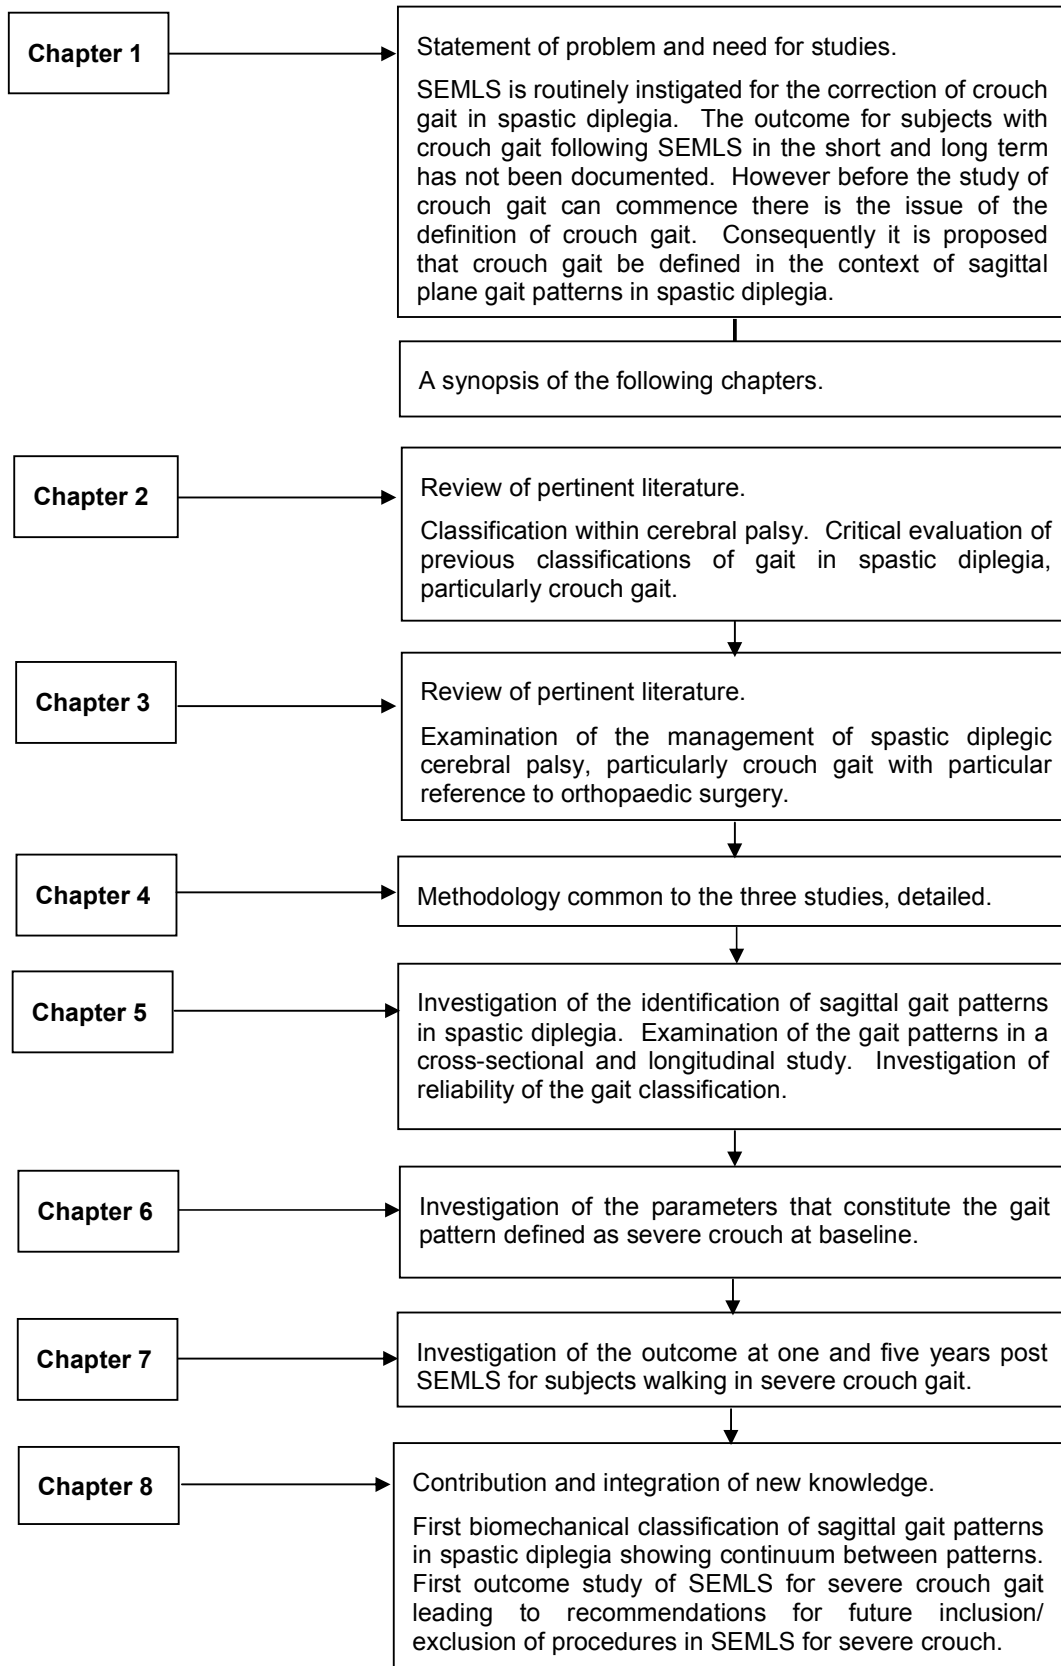 Chapter 1
Statement of problem and need for studies.
SEMLS is routinely instigated for the correction of crouch
gait in spastic diplegia. The outcome for subjects with
crouch gait following SEMLS in the short and long term
has not been documented. However before the study of
crouch gait can commence there is the issue of the
definition of crouch gait. Consequently it is proposed
that crouch gait be defined in the context of sagittal
plane gait patterns in spastic diplegia.
A synopsis of the following chapters.
Chapter 2
Review of pertinent literature.
Classification within cerebral palsy. Critical evaluation of
previous classifications of gait in spastic diplegia,
particularly crouch gait.
Chapter 3
Review of pertinent literature.
Examination of the management of spastic diplegic
cerebral palsy, particularly crouch gait with particular
reference to orthopaedic surgery.
Chapter 4
Methodology common to the three studies, detailed.
Chapter 5
Investigation of the identification of sagittal gait patterns
in spastic diplegia. Examination of the gait patterns in a
cross-sectional and longitudinal study. Investigation of
reliability of the gait classification.
Chapter 6
Investigation of the parameters that constitute the gait
pattern defined as severe crouch at baseline.
Chapter 7
Investigation of the outcome at one and five years post
SEMLS for subjects walking in severe crouch gait.
Chapter 8
Contribution and integration of new knowledge.
First biomechanical classification of sagittal gait patterns
in spastic diplegia showing continuum between patterns.
First outcome study of SEMLS for severe crouch gait
leading to recommendations for future inclusion/
exclusion of procedures in SEMLS for severe crouch.